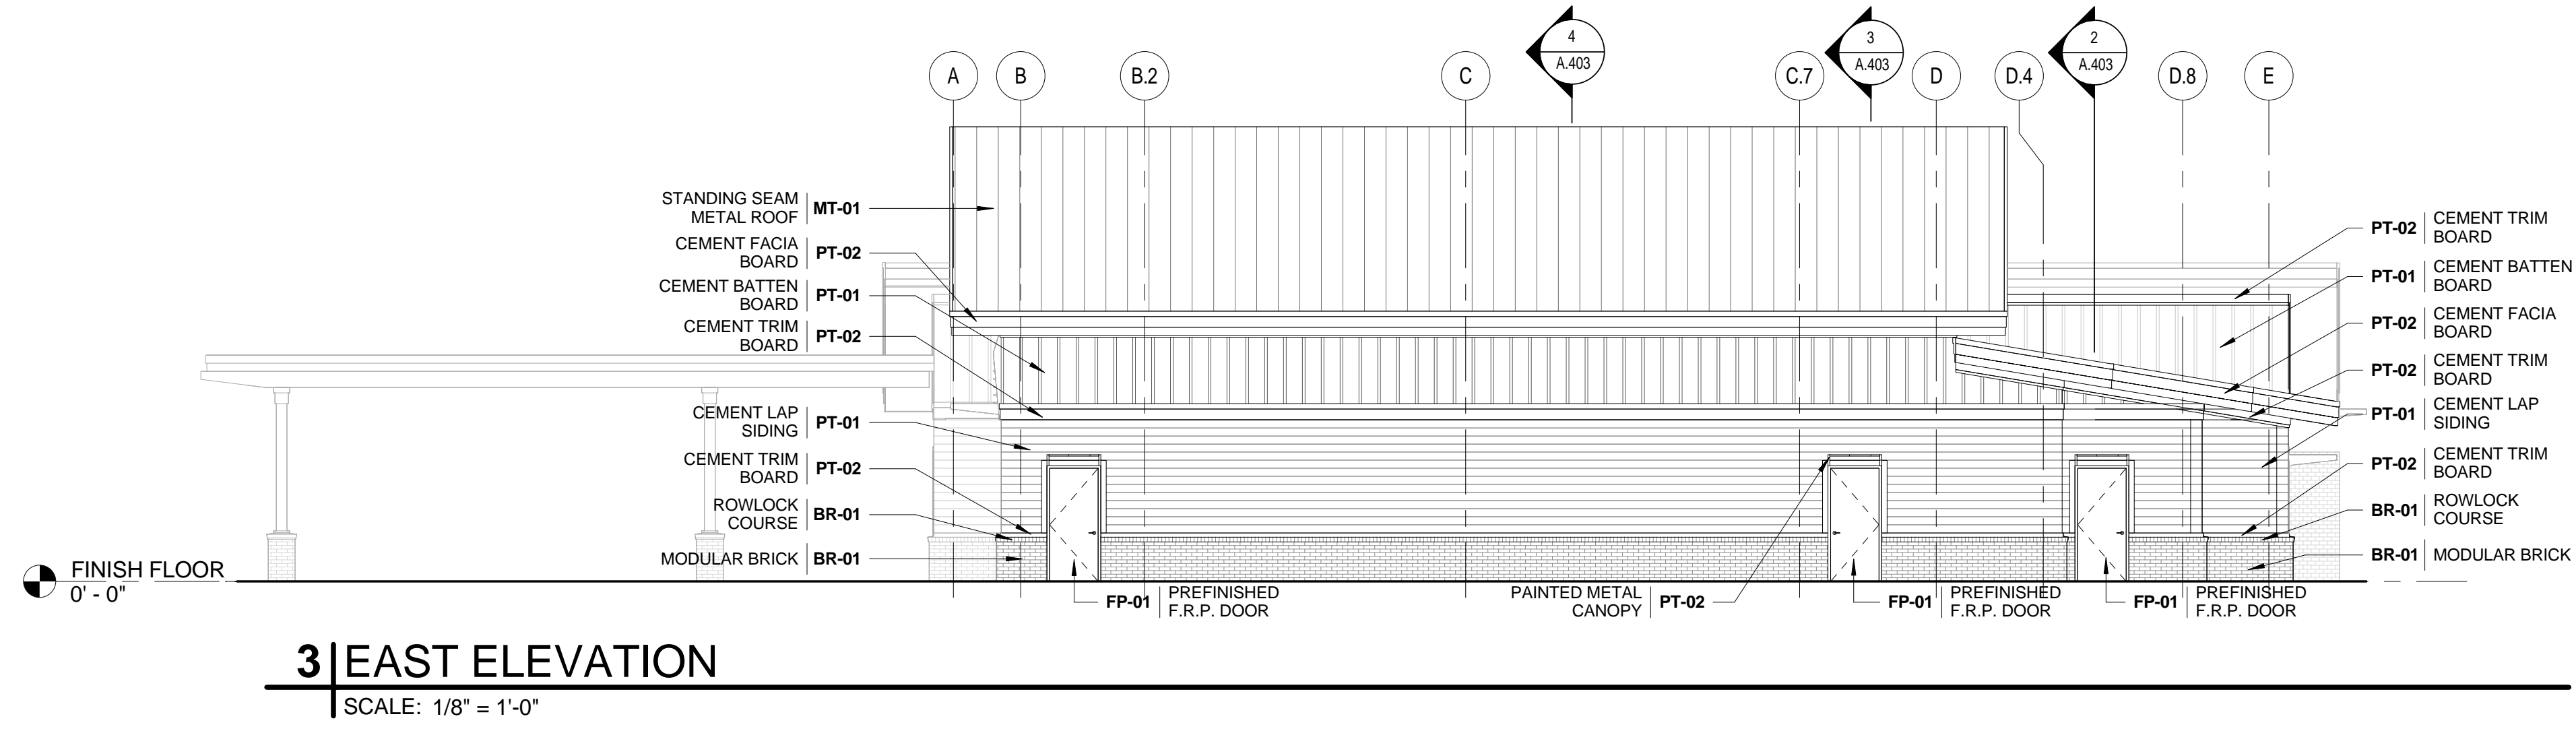 4
A.403
3
A.403
2
A.403
A
B
B.2
C
C.7
D
D.4
D.8
E
STANDING SEAM
METAL ROOF
MT-01
CEMENT FACIA
BOARD
PT-02
CEMENT BATTEN
BOARD
PT-01
CEMENT TRIM
BOARD
PT-02
CEMENT LAP
SIDING
PT-01
CEMENT TRIM
BOARD
PT-02
ROWLOCK
COURSE
BR-01
MODULAR BRICK
BR-01
PT-02
CEMENT TRIM
BOARD
PT-01
CEMENT BATTEN
BOARD
PT-02
CEMENT FACIA
BOARD
PT-02
CEMENT TRIM
BOARD
PT-01
CEMENT LAP
SIDING
PT-02
CEMENT TRIM
BOARD
BR-01
ROWLOCK
COURSE
BR-01
MODULAR BRICK
FINISH FLOOR
0' - 0"
FP-01
PREFINISHED
F.R.P. DOOR
PAINTED METAL
CANOPY
PT-02
FP-01
PREFINISHED
F.R.P. DOOR
FP-01
PREFINISHED
F.R.P. DOOR
3 EAST ELEVATION
SCALE: 1/8" = 1'-0"